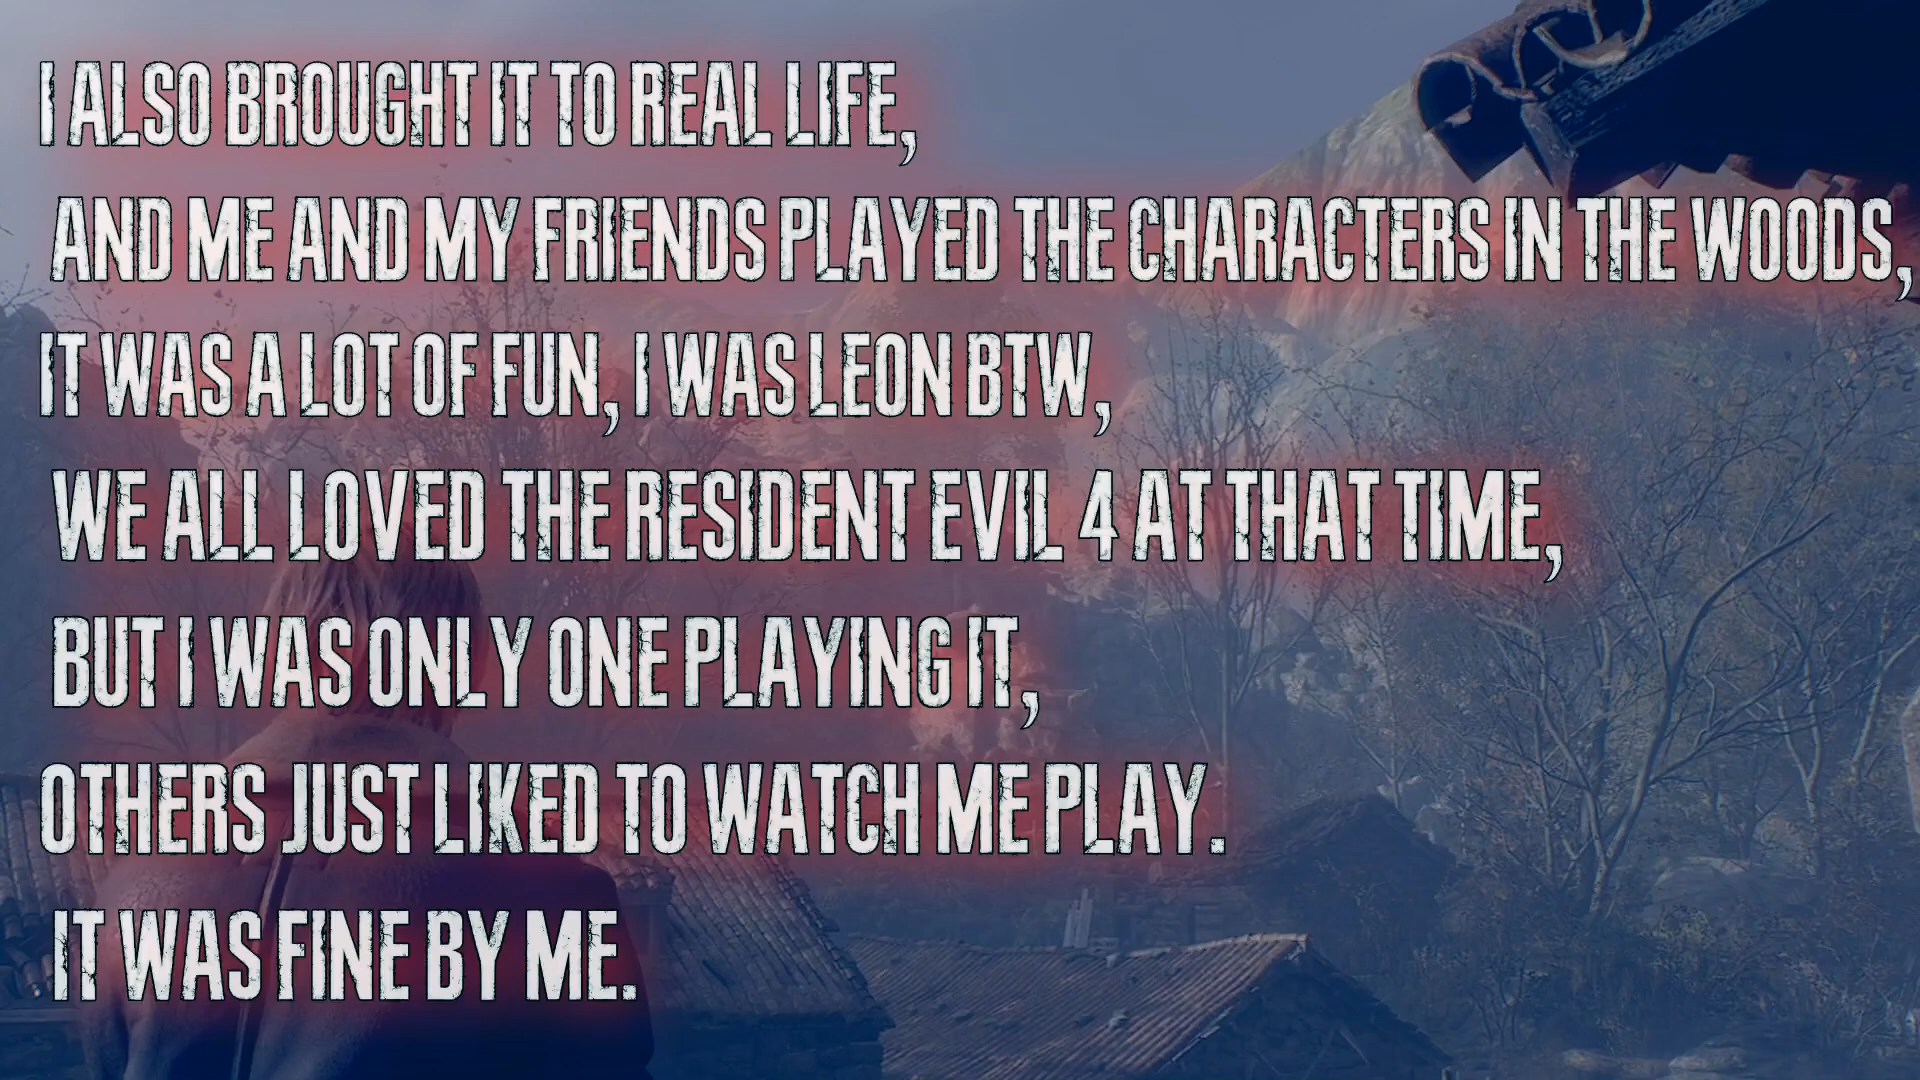 I ALSO BROUGHT IT TO REAL LIFE,
AND ME AND MY FRIENDS PLAYED THE CHARACTERS IN THE WOODS,
IT WAS A LOT OF FUN, I WAS LEON BTW,
WE ALL LOVED THE RESIDENT EVIL 4 AT THAT TIME,
BUT I WAS ONLY ONE PLAYING IT,
OTHERS JUST LIKED TO WATCH ME PLAY.
IT WAS FINE BY ME.